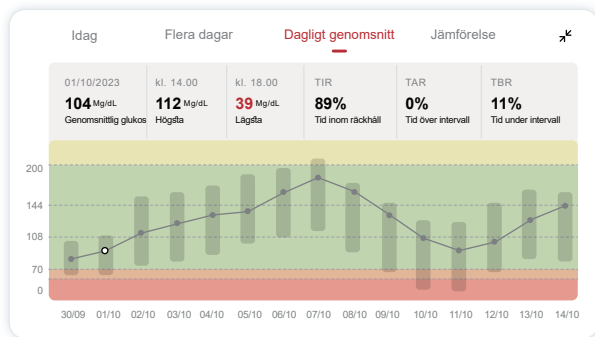 Idag Flera dagar Dagligt genomsnitt Jämförelse
01/10/2023 kl. 14.00 kl. 18.00 TIR TAR TBR
104 Mg/dL 112 Mg/dL 39 Mg/dL 89% 0% 11%
Genomsnittlig glukos Högsta Lägsta Tid inom räckhåll Tid över intervall Tid under intervall
200
144
108
70
0
30/09 01/10 02/10 03/10 04/10 05/10 06/10 07/10 08/10 09/10 10/10 11/10 12/10 13/10 14/10